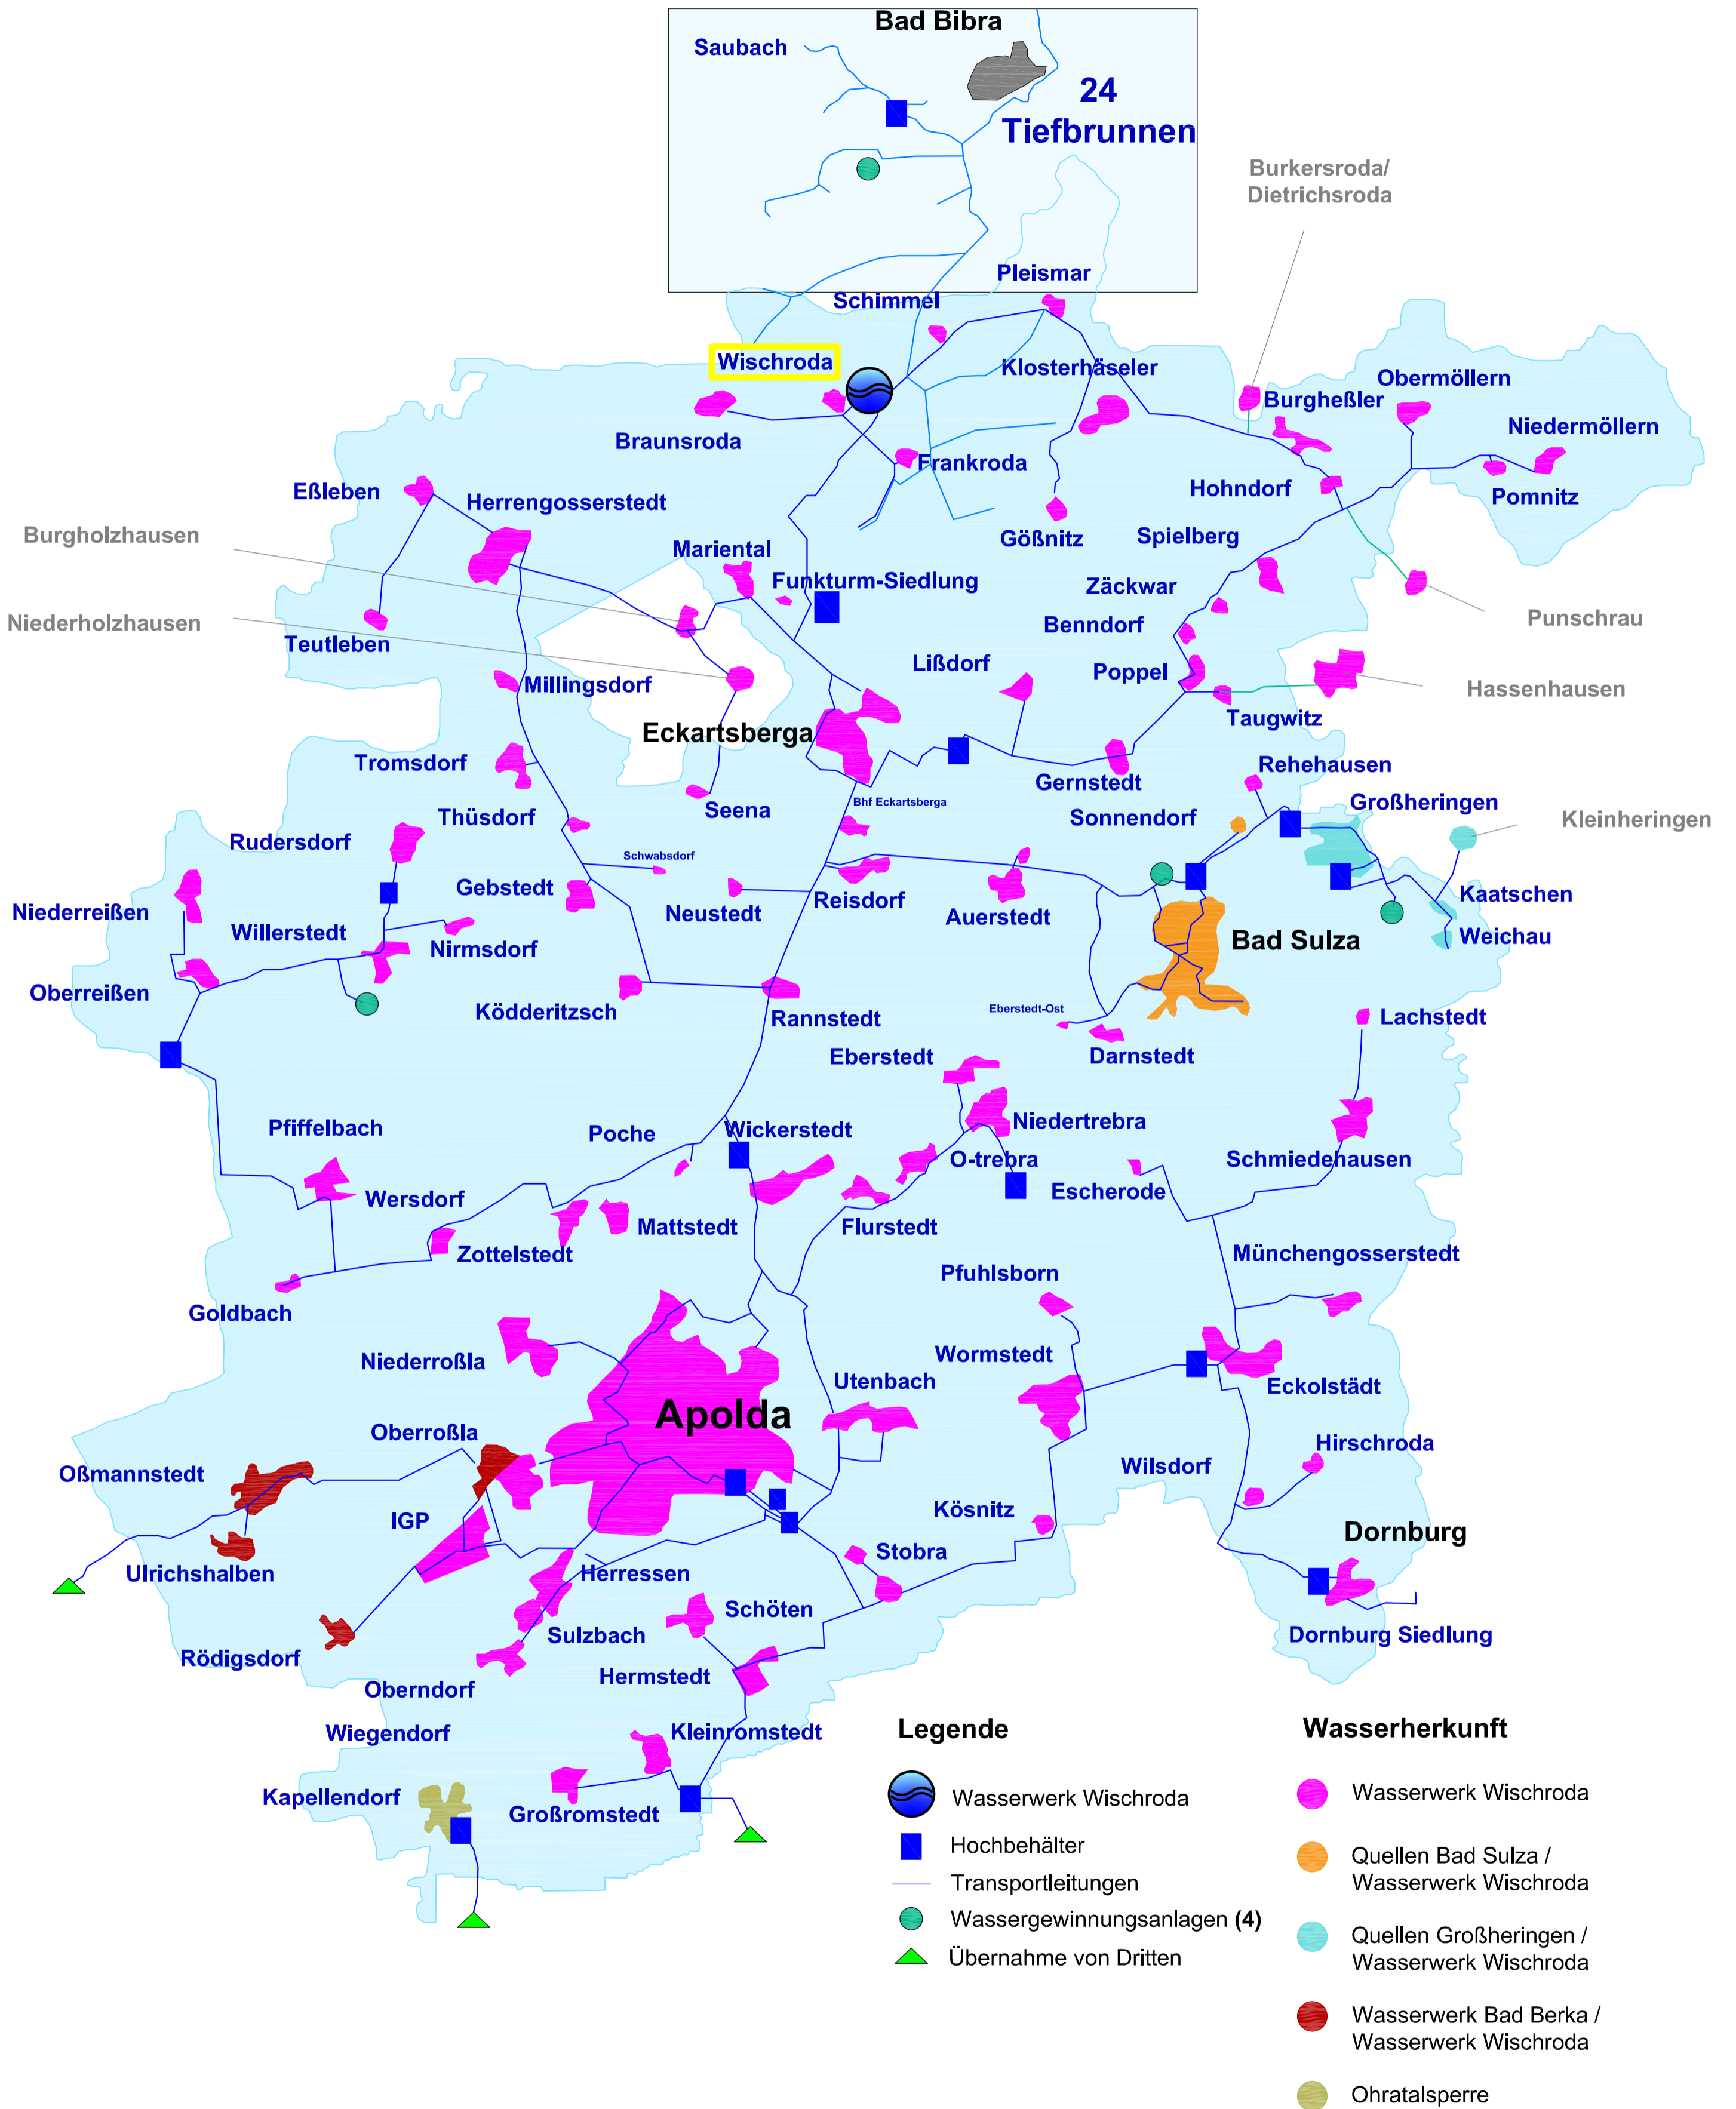 Bad Bibra
Saubach
24
Tiefbrunnen
Burkersroda/
Dietrichsroda
Pleismar
Schimmel
Wischroda
Klosterhäseler
Obermöllern
Burgheßler
Niedermöllern
Braunsroda
Frankroda
Eßleben
Herrengosserstedt
Hohndorf
Pomnitz
Burgholzhausen
Gößnitz
Spielberg
Mariental
Funkturm-Siedlung
Zäckwar
Niederholzhausen
Benndorf
Punschrau
Teutleben
Lißdorf
Poppel
Millingsdorf
Hassenhausen
Taugwitz
Eckartsberga
Tromsdorf
Rehehausen
Gernstedt
Bhf Eckartsberga
Großheringen
Seena
Thüsdorf
Sonnendorf
Kleinheringen
Rudersdorf
Schwabsdorf
Gebstedt
Kaatschen
Reisdorf
Niederreißen
Neustedt
Auerstedt
Willerstedt
Weichau
Bad Sulza
Nirmsdorf
Oberreißen
Eberstedt-Ost
Ködderitzsch
Rannstedt
Lachstedt
Eberstedt
Darnstedt
Niedertrebra
Pfiffelbach
Wickerstedt
Poche
O-trebra
Schmiedehausen
Escherode
Wersdorf
Mattstedt
Flurstedt
Zottelstedt
Münchengosserstedt
Pfuhlsborn
Goldbach
Wormstedt
Niederroßla
Utenbach
Eckolstädt
Apolda
Oberroßla
Hirschroda
Oßmannstedt
Wilsdorf
Kösnitz
IGP
Dornburg
Stobra
Ulrichshalben
Herressen
Schöten
Sulzbach
Dornburg Siedlung
Rödigsdorf
Hermstedt
Oberndorf
Wiegendorf
Kleinromstedt
Kapellendorf
Großromstedt
Legende
Wasserwerk Wischroda
Hochbehälter
Transportleitungen
Wassergewinnungsanlagen (4)
Übernahme von Dritten
Wasserherkunft
Wasserwerk Wischroda
Quellen Bad Sulza /
Wasserwerk Wischroda
Quellen Großheringen /
Wasserwerk Wischroda
Wasserwerk Bad Berka /
Wasserwerk Wischroda
Ohratalsperre